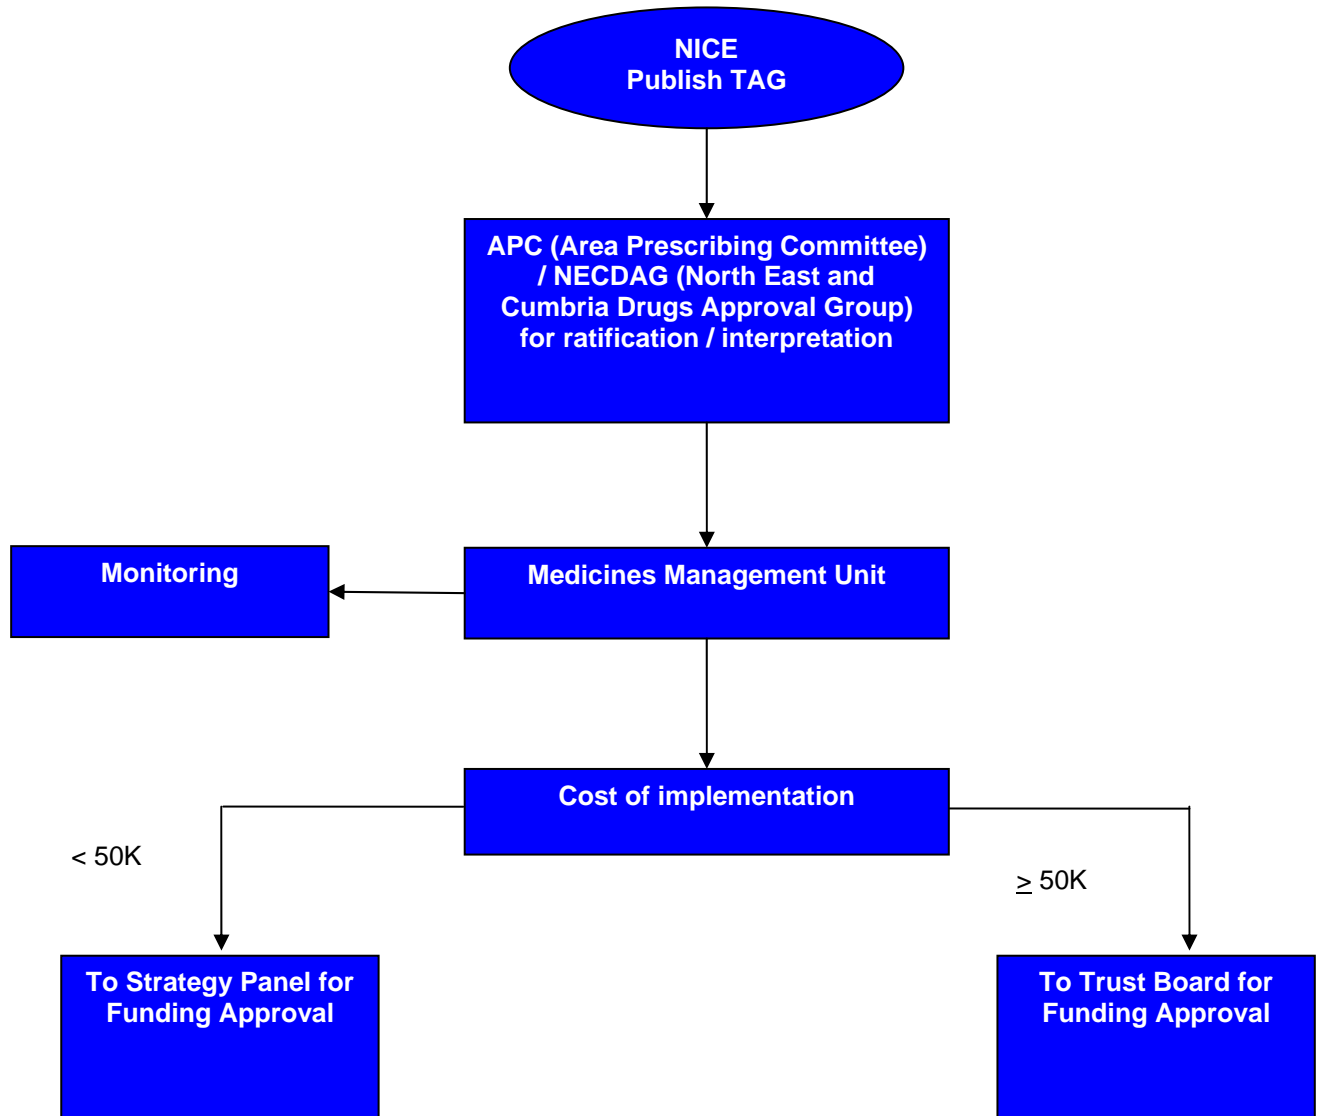 NICE
Publish TAG
APC (Area Prescribing Committee)
/ NECDAG (North East and
Cumbria Drugs Approval Group)
for ratification / interpretation
Monitoring
Medicines Management Unit
Cost of implementation
< 50K
≥ 50K
To Strategy Panel for
Funding Approval
To Trust Board for
Funding Approval